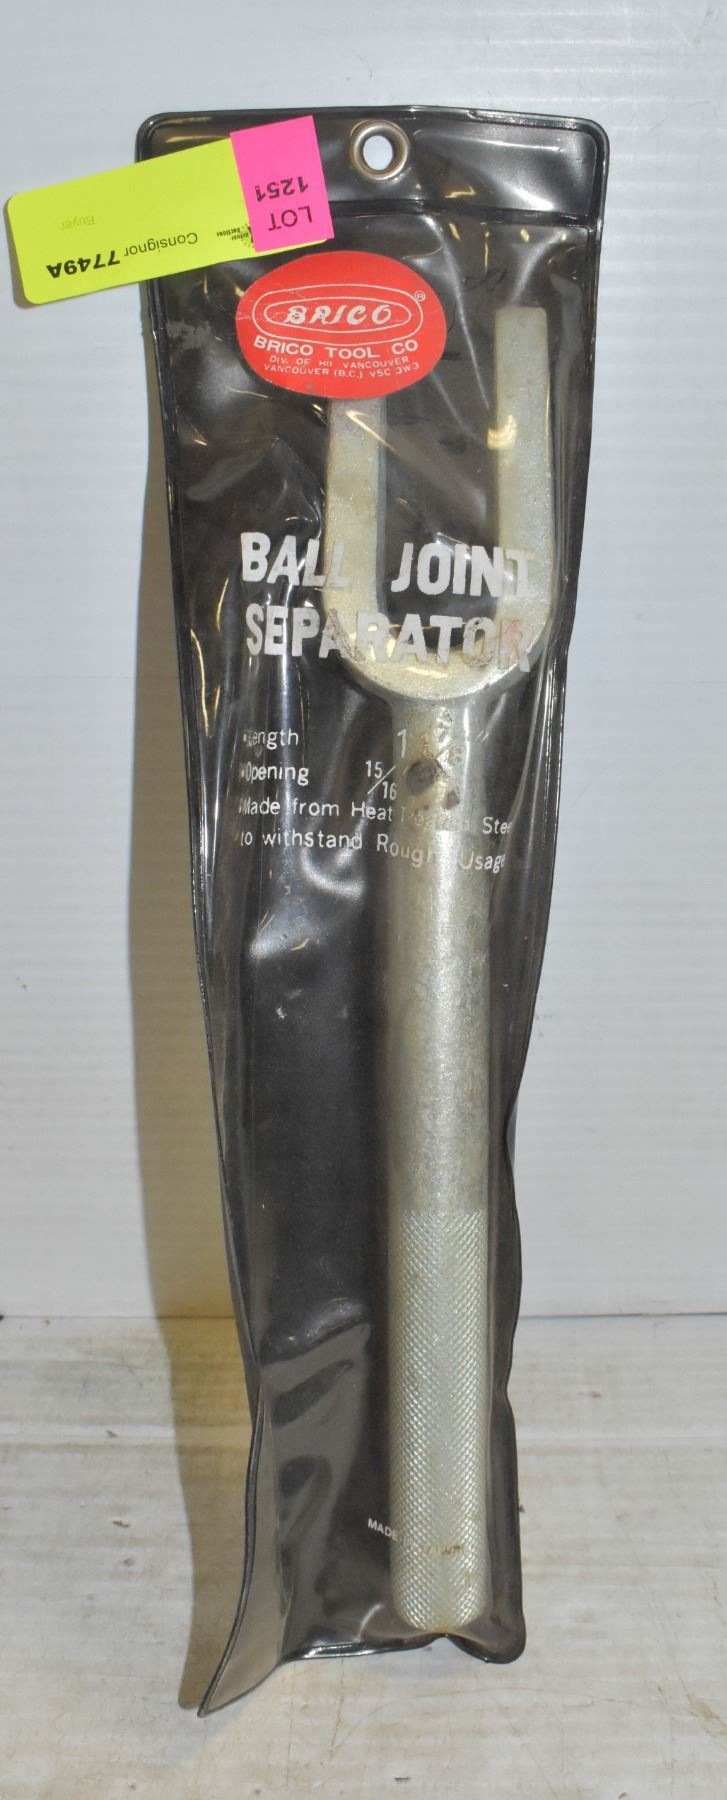 LOT
1251
Consignor 7749A
Buyer
BRICO ®
BRICO TOOL CO
DIV. OF HII VANCOUVER
VANCOUVER (B.C.) V5C 3W3
BALL JOINT
SEPARATOR
•Length
•Opening 15/16
•Made from Heat Treated Steel
to withstand Rough Usage
MADE